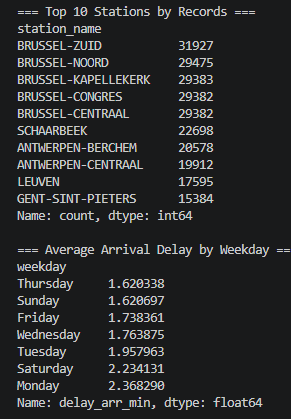 === Top 10 Stations by Records ===
station_name
BRUSSEL-ZUID 31927
BRUSSEL-NOORD 29475
BRUSSEL-KAPELLEKERK 29383
BRUSSEL-CONGRES 29382
BRUSSEL-CENTRAAL 29382
SCHAARBEEK 22698
ANTWERPEN-BERCHEM 20578
ANTWERPEN-CENTRAAL 19912
LEUVEN 17595
GENT-SINT-PIETERS 15384
Name: count, dtype: int64
=== Average Arrival Delay by Weekday ==
weekday
Thursday 1.620338
Sunday 1.620697
Friday 1.738361
Wednesday 1.763875
Tuesday 1.957963
Saturday 2.234131
Monday 2.368290
Name: delay_arr_min, dtype: float64